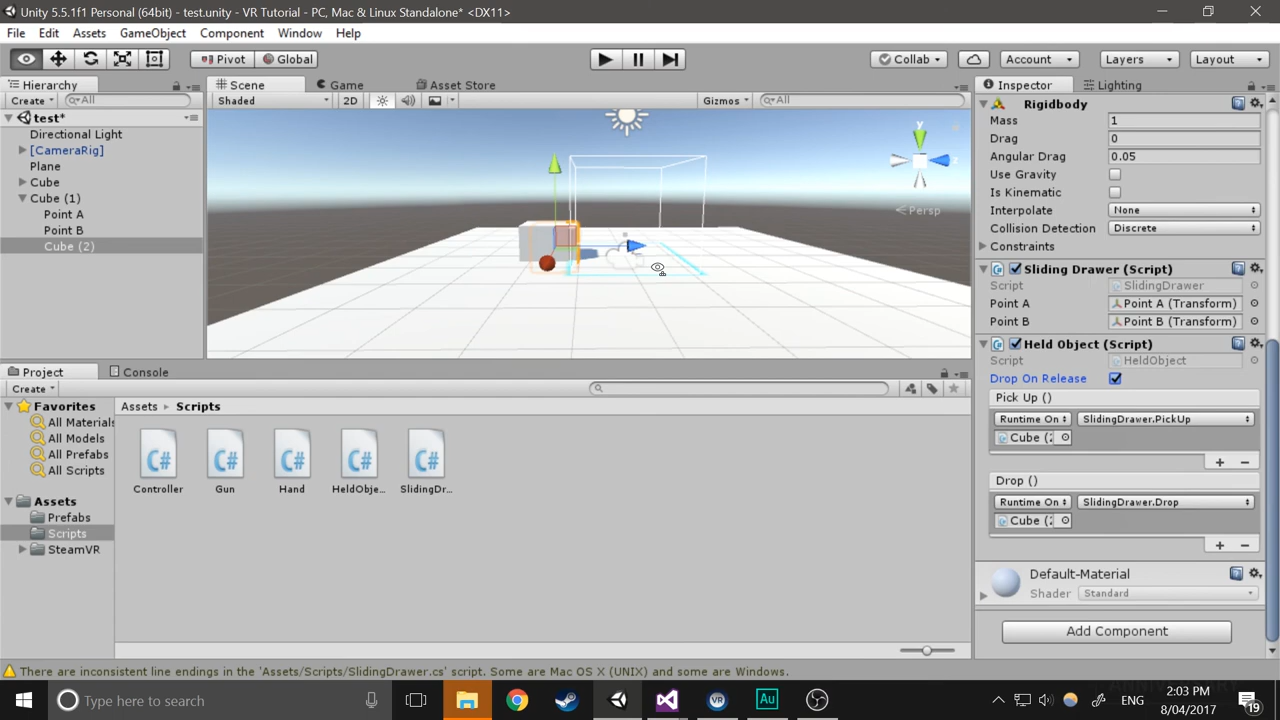 Unity 5.5.1f1 Personal (64bit) - test.unity - VR Tutorial - PC, Mac & Linux Standalone* <DX11>
File Edit Assets GameObject Component Window Help
Pivot Global Collab Account Layers Layout
Hierarchy Scene Game Asset Store Inspector Lighting
Create All Shaded 2D Gizmos All
test*
Directional Light
[CameraRig]
Plane
Cube
Cube (1)
Point A
Point B
Cube (2)
y
z
Persp
Rigidbody
Mass 1
Drag 0
Angular Drag 0.05
Use Gravity
Is Kinematic
Interpolate None
Collision Detection Discrete
Constraints
Sliding Drawer (Script)
Script SlidingDrawer
Point A Point A (Transform)
Point B Point B (Transform)
Held Object (Script)
Script HeldObject
Drop On Release
Pick Up ()
Runtime On SlidingDrawer.PickUp
Cube (2
Drop ()
Runtime On SlidingDrawer.Drop
Cube (2
Default-Material
Shader Standard
Add Component
Project Console
Create
Favorites
All Materials
All Models
All Prefabs
All Scripts
Assets
Prefabs
Scripts
SteamVR
Assets Scripts
C# C# C# C# C#
Controller Gun Hand HeldObje... SlidingDr...
There are inconsistent line endings in the 'Assets/Scripts/SlidingDrawer.cs' script. Some are Mac OS X (UNIX) and some are Windows.
Type here to search
VR Au
ENG
2:03 PM
8/04/2017
19